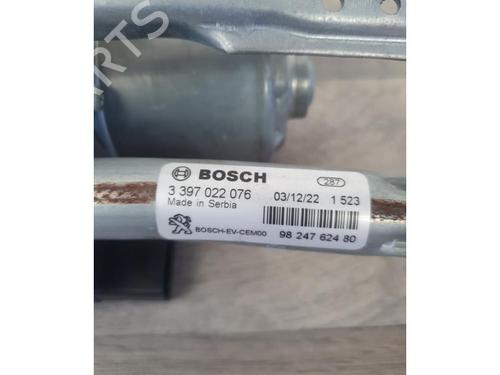 PARTS
BOSCH 287
3 397 022 076 03/12/22 1 523
Made in Serbia
BOSCH-EV-CEM00 98 247 624 80